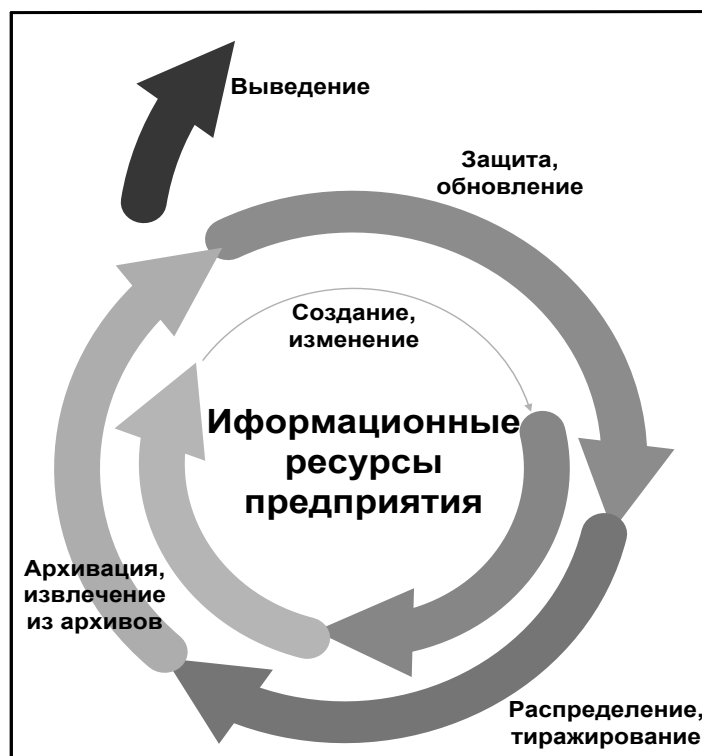 Выведение
Защита,
обновление
Создание,
изменение
Иформационные
ресурсы
предприятия
Архивация,
извлечение
из архивов
Распределение,
тиражирование